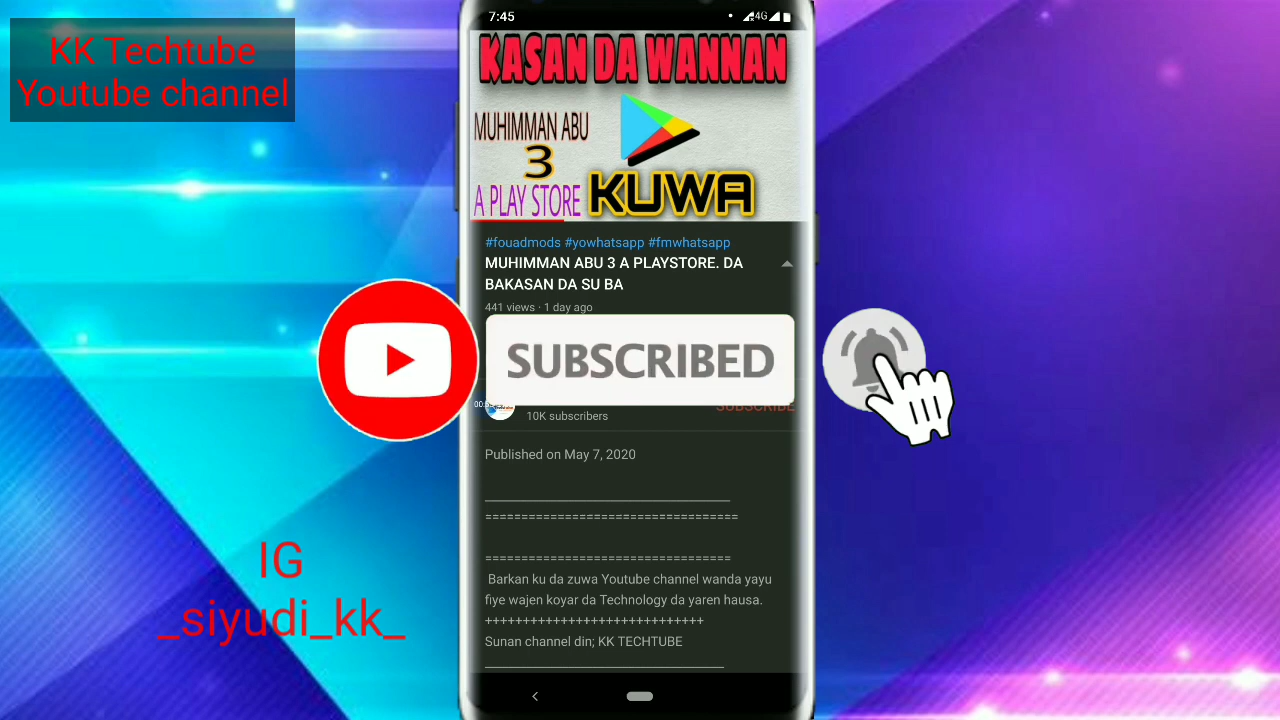 KK Techtube
Youtube channel
7:45
4G
KASAN DA WANNAN
MUHIMMAN ABU
3
A PLAY STORE
KUWA
#fouadmods #yowhatsapp #fmwhatsapp
MUHIMMAN ABU 3 A PLAYSTORE. DA
BAKASAN DA SU BA
441 views · 1 day ago
SUBSCRIBED
SUBSCRIBE
10K subscribers
Published on May 7, 2020
==================================
=================================
Barkan ku da zuwa Youtube channel wanda yayu
fiye wajen koyar da Technology da yaren hausa.
+++++++++++++++++++++++++++++
Sunan channel din; KK TECHTUBE
IG
_siyudi_kk_